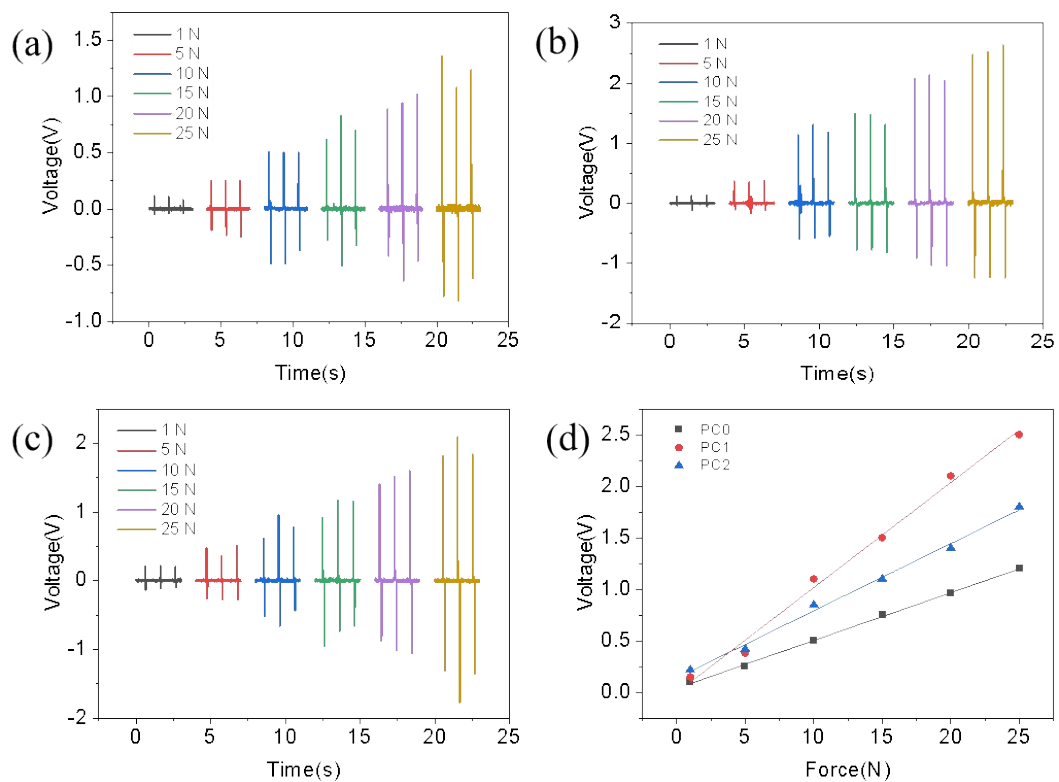 (a)
1 N
5 N
10 N
15 N
20 N
25 N
1.5
1.0
0.5
0.0
-0.5
-1.0
Voltage(V)
0 5 10 15 20 25
Time(s)
(b)
1 N
5 N
10 N
15 N
20 N
25 N
3
2
1
0
-1
-2
Voltage(V)
0 5 10 15 20 25
Time(s)
(c)
1 N
5 N
10 N
15 N
20 N
25 N
2
1
0
-1
-2
Voltage(V)
0 5 10 15 20 25
Time(s)
(d)
PC0
PC1
PC2
2.5
2.0
1.5
1.0
0.5
0.0
Voltage(V)
0 5 10 15 20 25
Force(N)